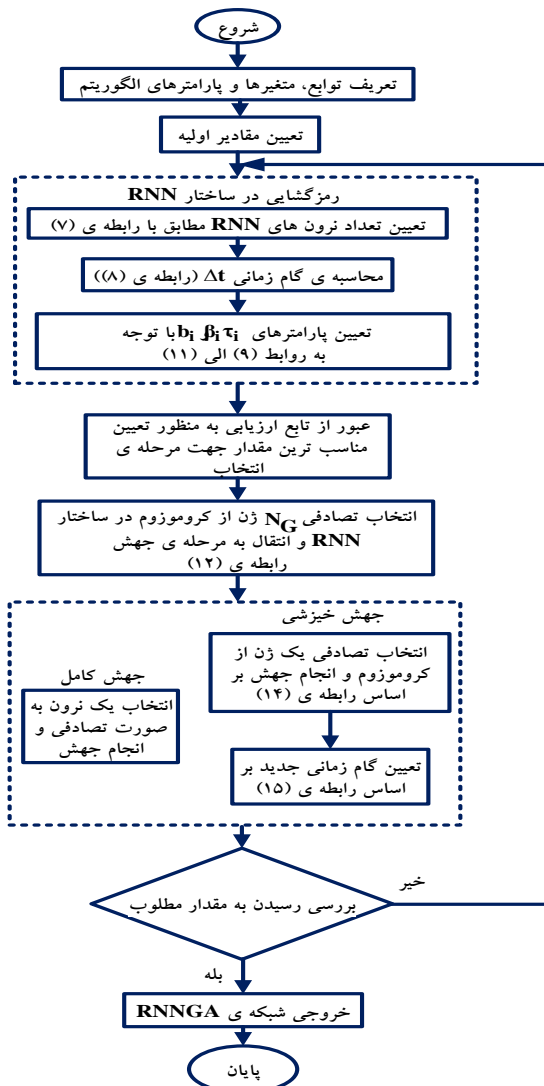 شروع
تعریف توابع، متغیرها و پارامترهای الگوریتم
تعیین مقادیر اولیه
رمزگشایی در ساختار RNN
تعیین تعداد نرون های RNN مطابق با رابطه ی (۷)
محاسبه ی گام زمانی Δt (رابطه ی (۸))
تعیین پارامترهای τi βi و bi با توجه
به روابط (۹) الی (۱۱)
عبور از تابع ارزیابی به منظور تعیین
مناسب ترین مقدار جهت مرحله ی
انتخاب
انتخاب تصادفی NG ژن از کروموزوم در ساختار
RNN و انتقال به مرحله ی جهش
رابطه ی (۱۲)
جهش خیزشی
انتخاب تصادفی یک ژن از
کروموزوم و انجام جهش بر
اساس رابطه ی (۱۴)
تعیین گام زمانی جدید بر
اساس رابطه ی (۱۵)
جهش کامل
انتخاب یک نرون به
صورت تصادفی و
انجام جهش
بررسی رسیدن به مقدار مطلوب
خیر
بله
خروجی شبکه ی RNNGA
پایان